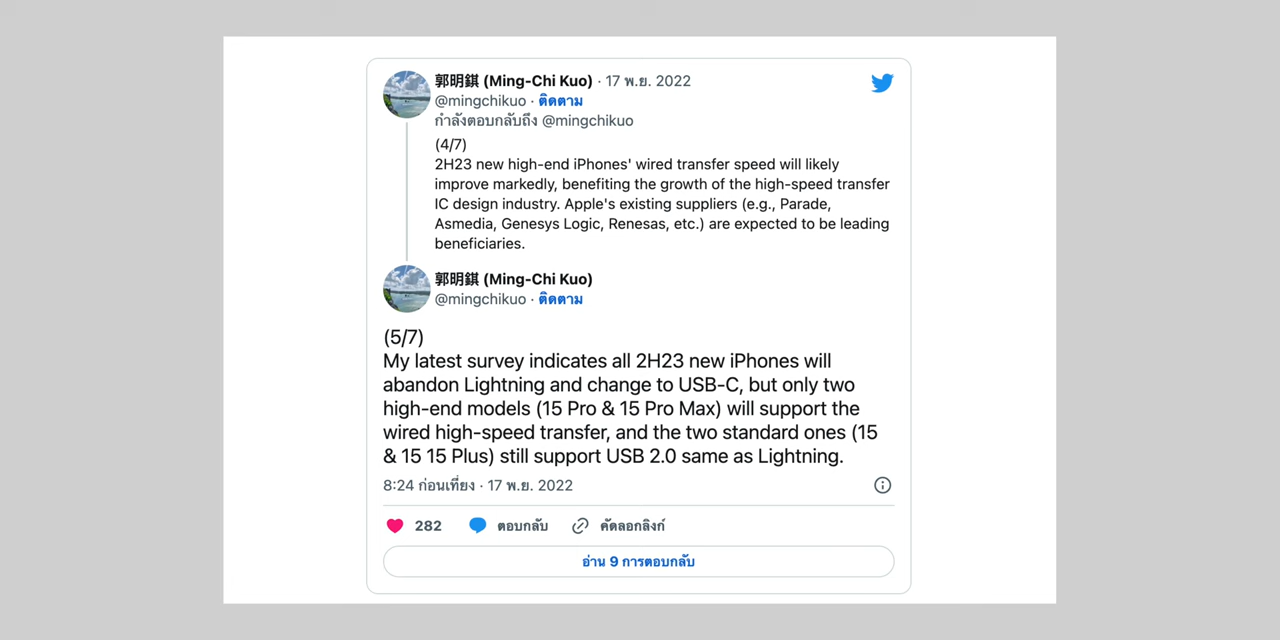 郭明錤 (Ming-Chi Kuo) · 17 พ.ย. 2022
@mingchikuo · ติดตาม
กำลังตอบกลับถึง @mingchikuo
(4/7)
2H23 new high-end iPhones' wired transfer speed will likely
improve markedly, benefiting the growth of the high-speed transfer
IC design industry. Apple's existing suppliers (e.g., Parade,
Asmedia, Genesys Logic, Renesas, etc.) are expected to be leading
beneficiaries.
郭明錤 (Ming-Chi Kuo)
@mingchikuo · ติดตาม
(5/7)
My latest survey indicates all 2H23 new iPhones will
abandon Lightning and change to USB-C, but only two
high-end models (15 Pro & 15 Pro Max) will support the
wired high-speed transfer, and the two standard ones (15
& 15 15 Plus) still support USB 2.0 same as Lightning.
8:24 ก่อนเที่ยง · 17 พ.ย. 2022
282 ตอบกลับ คัดลอกลิงก์
อ่าน 9 การตอบกลับ